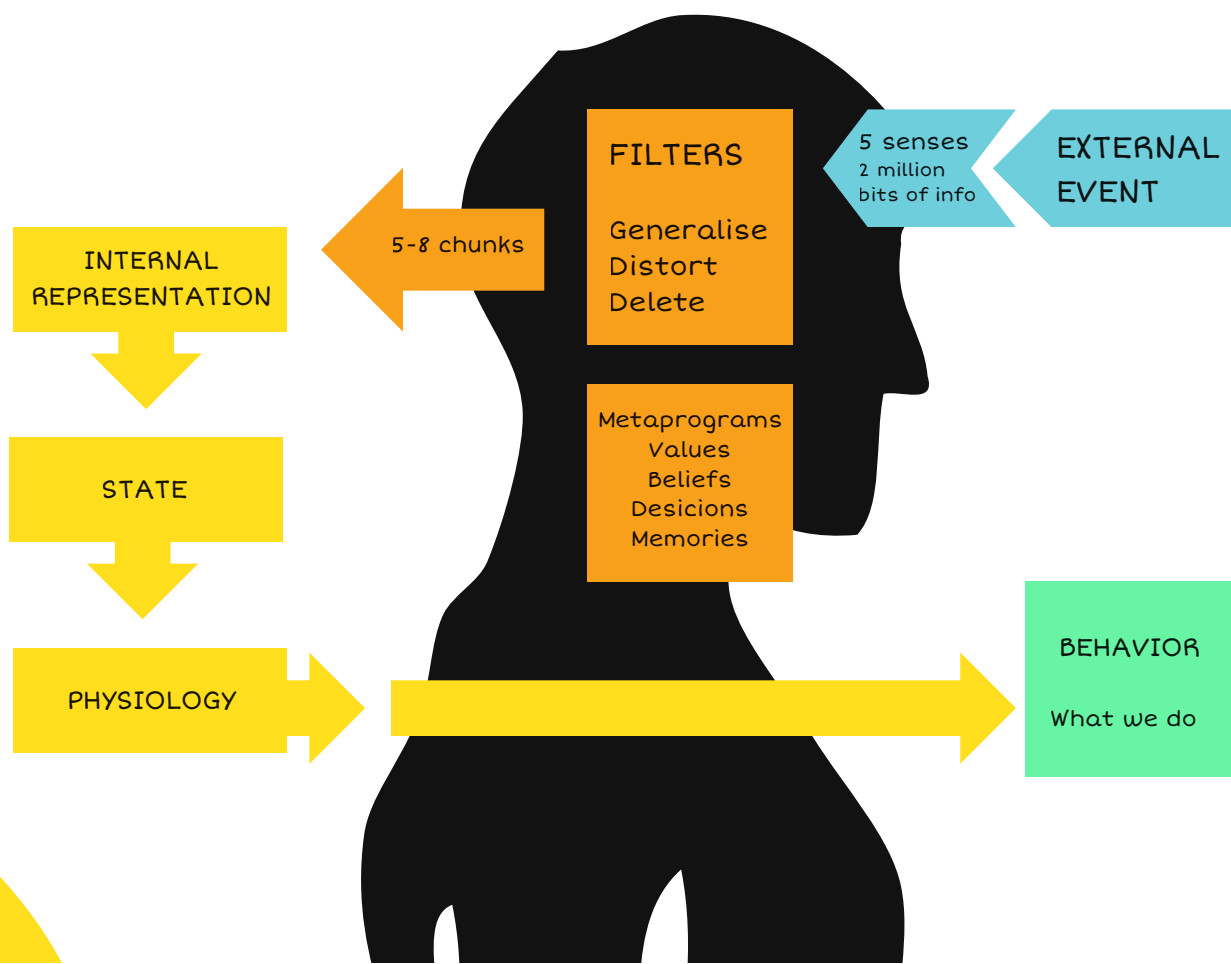 EXTERNAL
EVENT
5 senses
2 million
bits of info
FILTERS
Generalise
Distort
Delete
Metaprograms
Values
Beliefs
Desicions
Memories
5-8 chunks
INTERNAL
REPRESENTATION
STATE
PHYSIOLOGY
BEHAVIOR
What we do